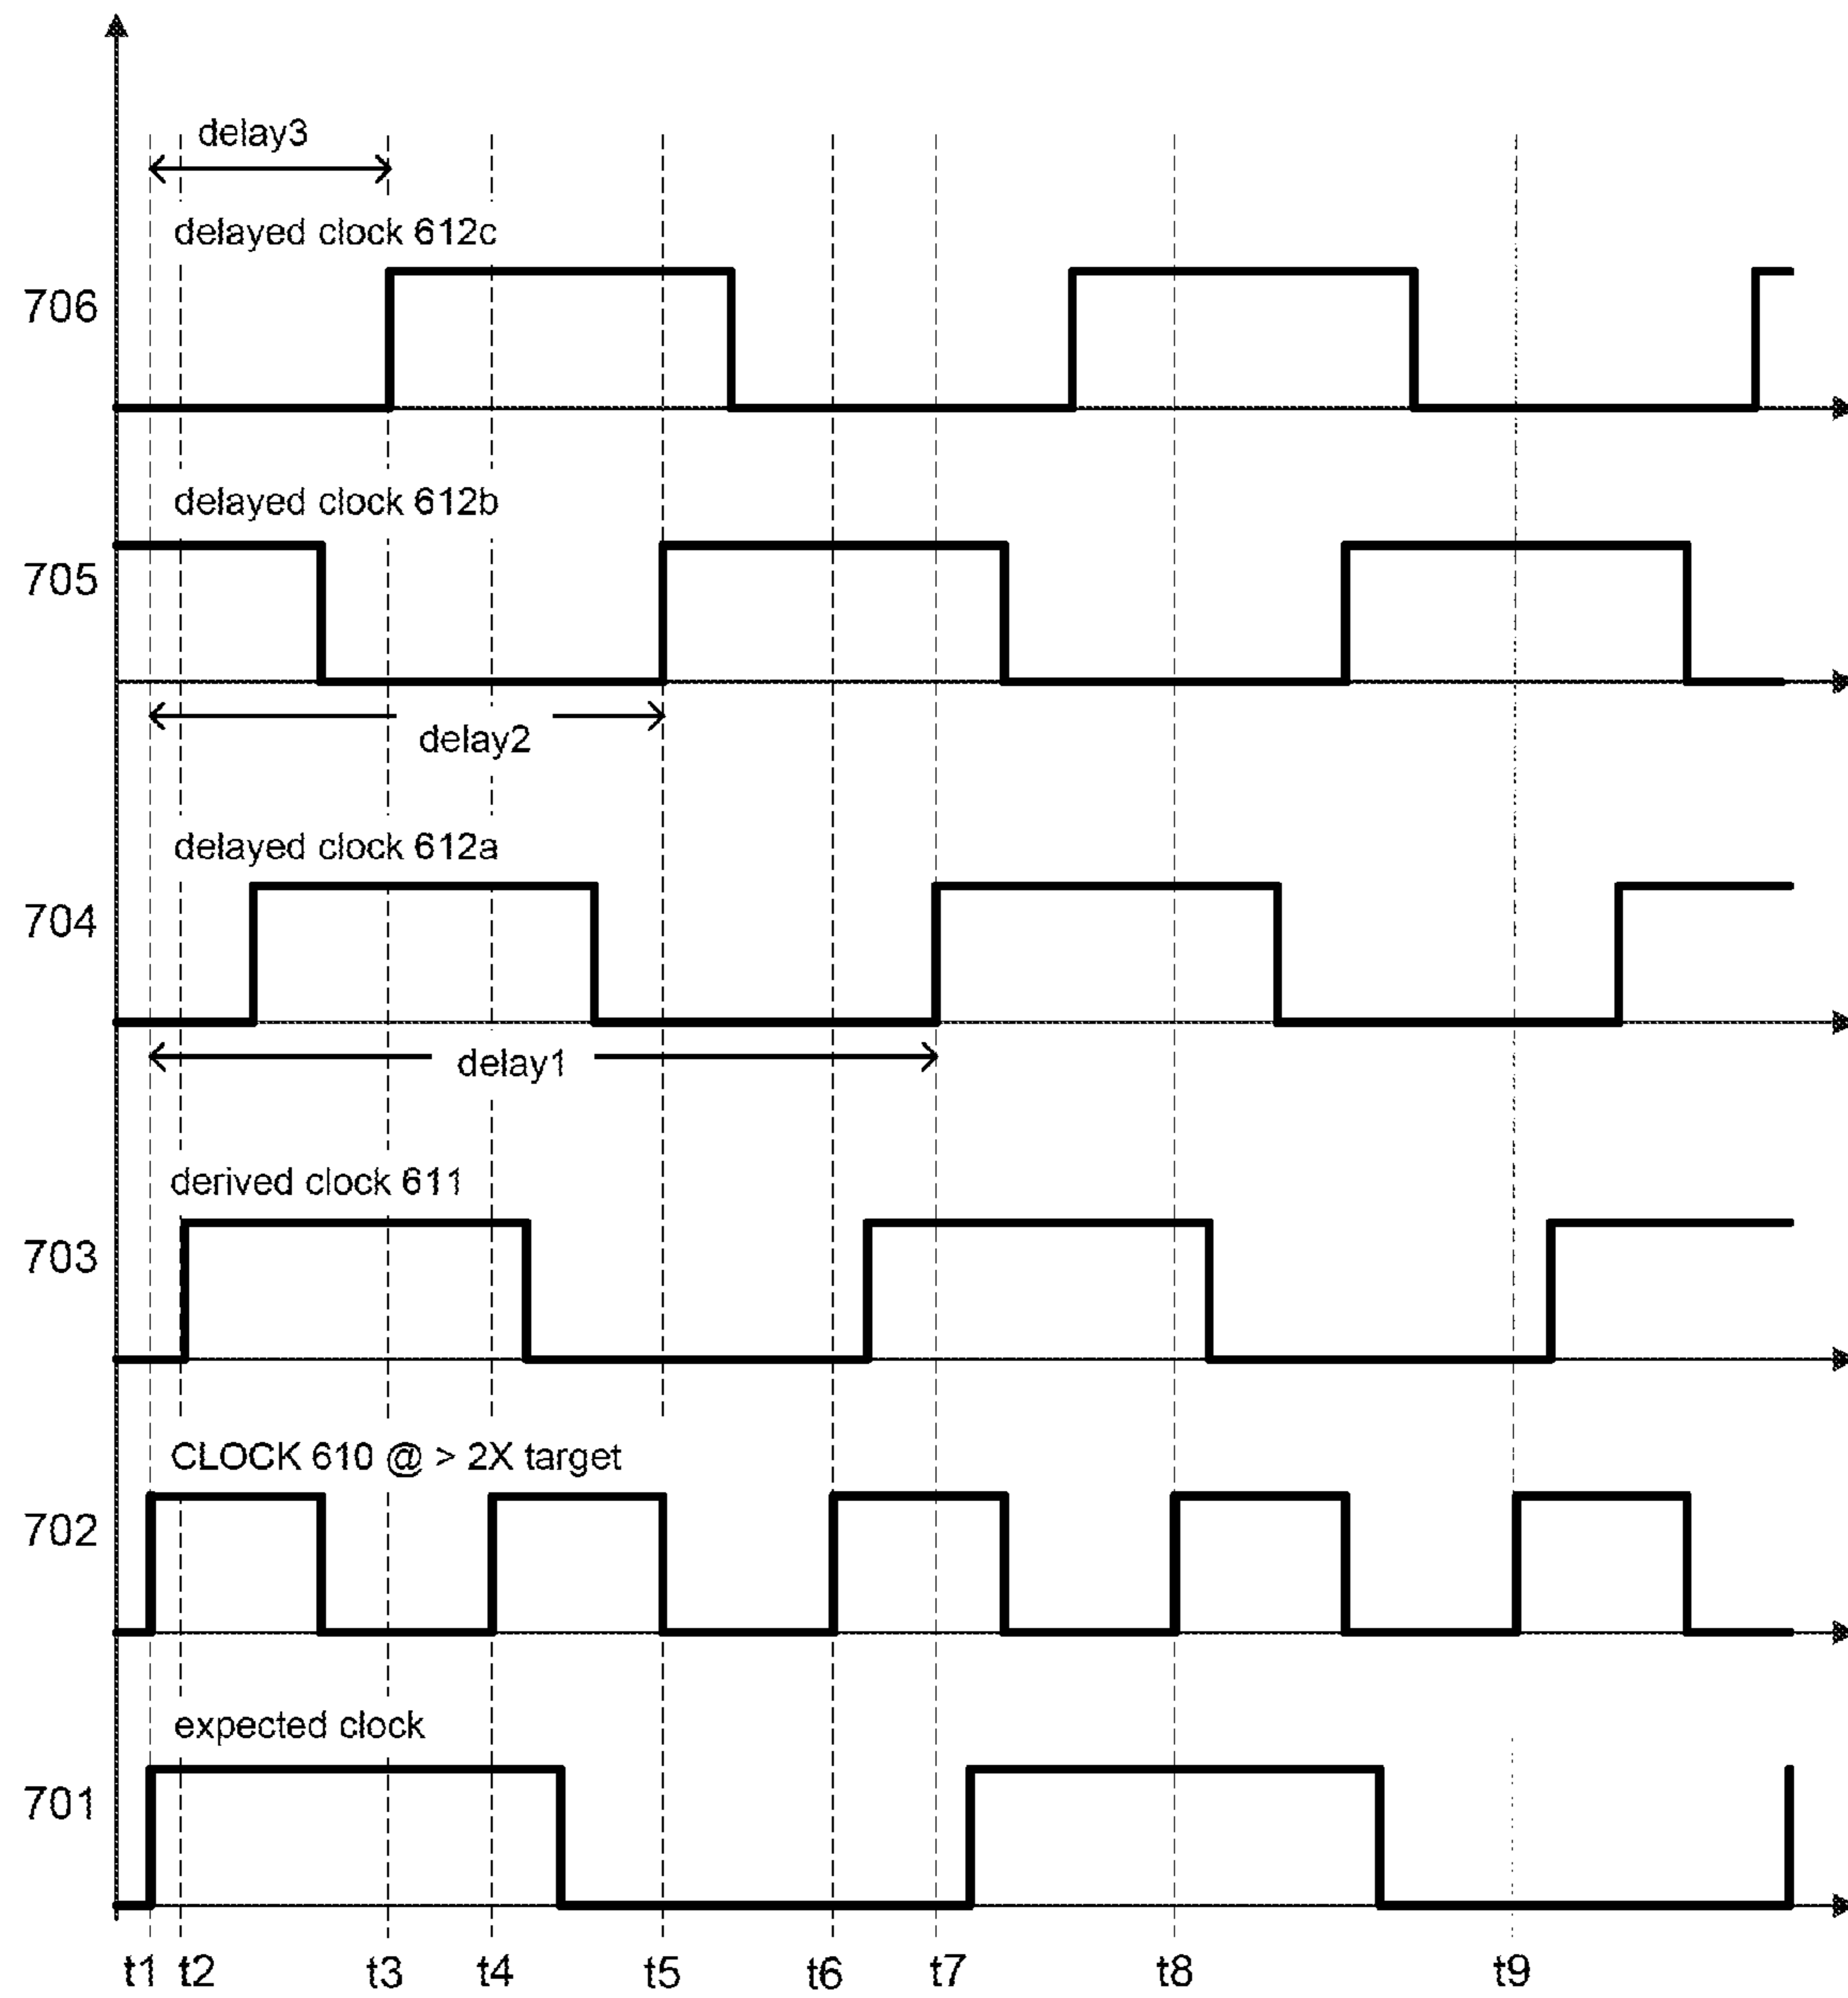 delay3
delayed clock 612c
706
delayed clock 612b
705
delay2
delayed clock 612a
704
delay1
derived clock 611
703
CLOCK 610 @ > 2X target
702
expected clock
701
t1 t2 t3 t4 t5 t6 t7 t8 t9